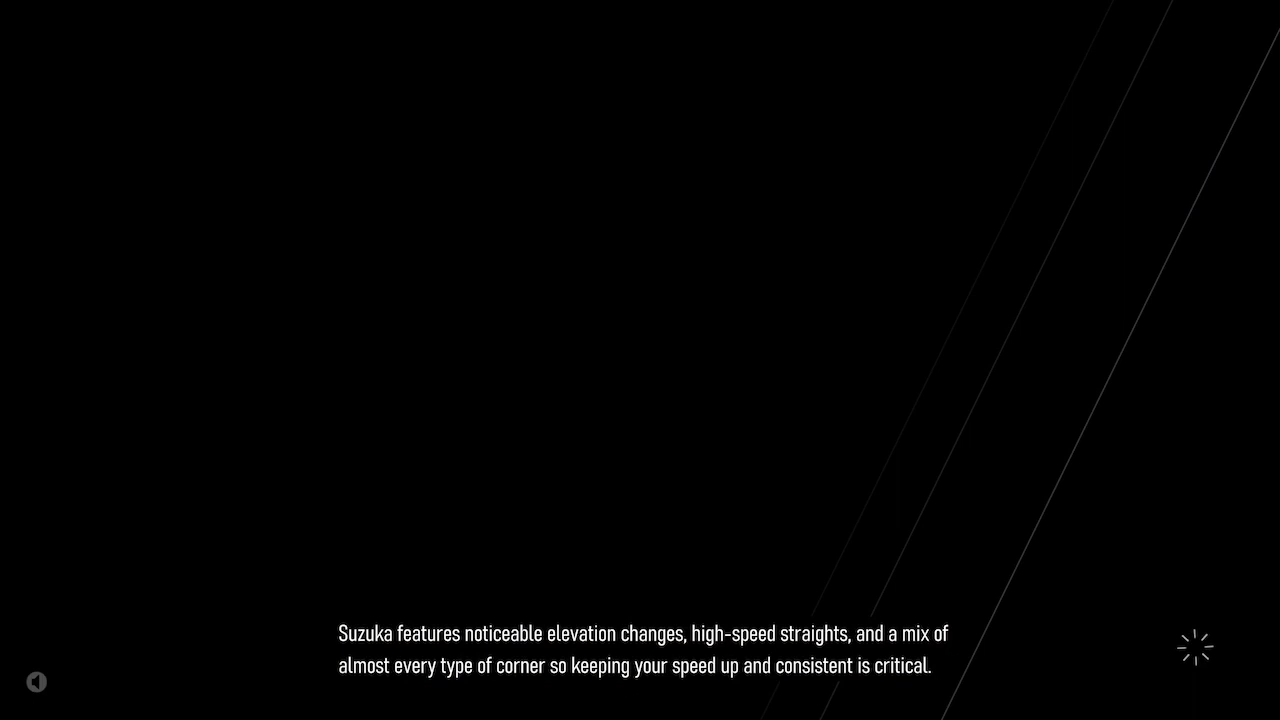 Suzuka features noticeable elevation changes, high-speed straights, and a mix of
almost every type of corner so keeping your speed up and consistent is critical.